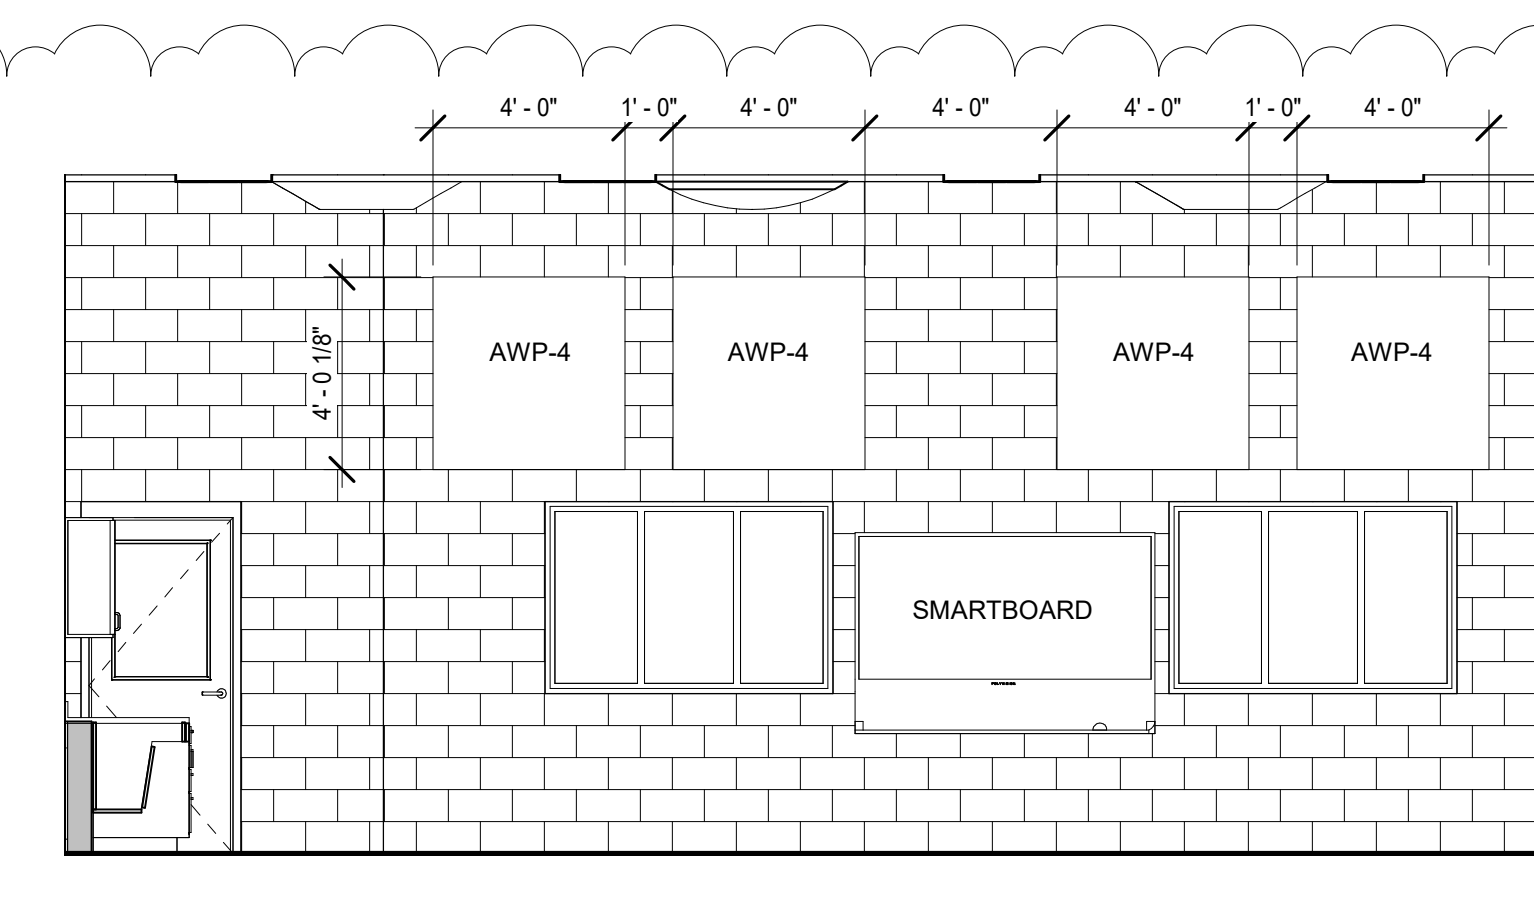 4' - 0" 1' - 0" 4' - 0" 4' - 0" 4' - 0" 1' - 0" 4' - 0"
4' - 0 1/8"
AWP-4 AWP-4 AWP-4 AWP-4
SMARTBOARD